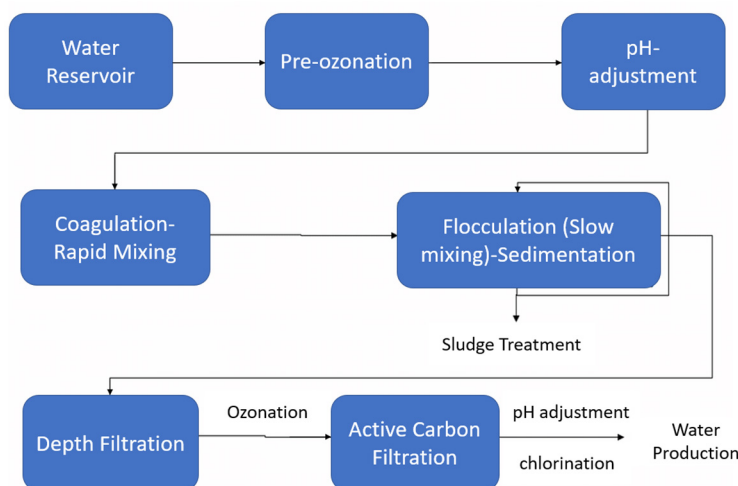 Water
Reservoir
Pre-ozonation
pH-
adjustment
Coagulation-
Rapid Mixing
Flocculation (Slow
mixing)-Sedimentation
Sludge Treatment
Depth Filtration
Ozonation
Active Carbon
Filtration
pH adjustment
chlorination
Water
Production